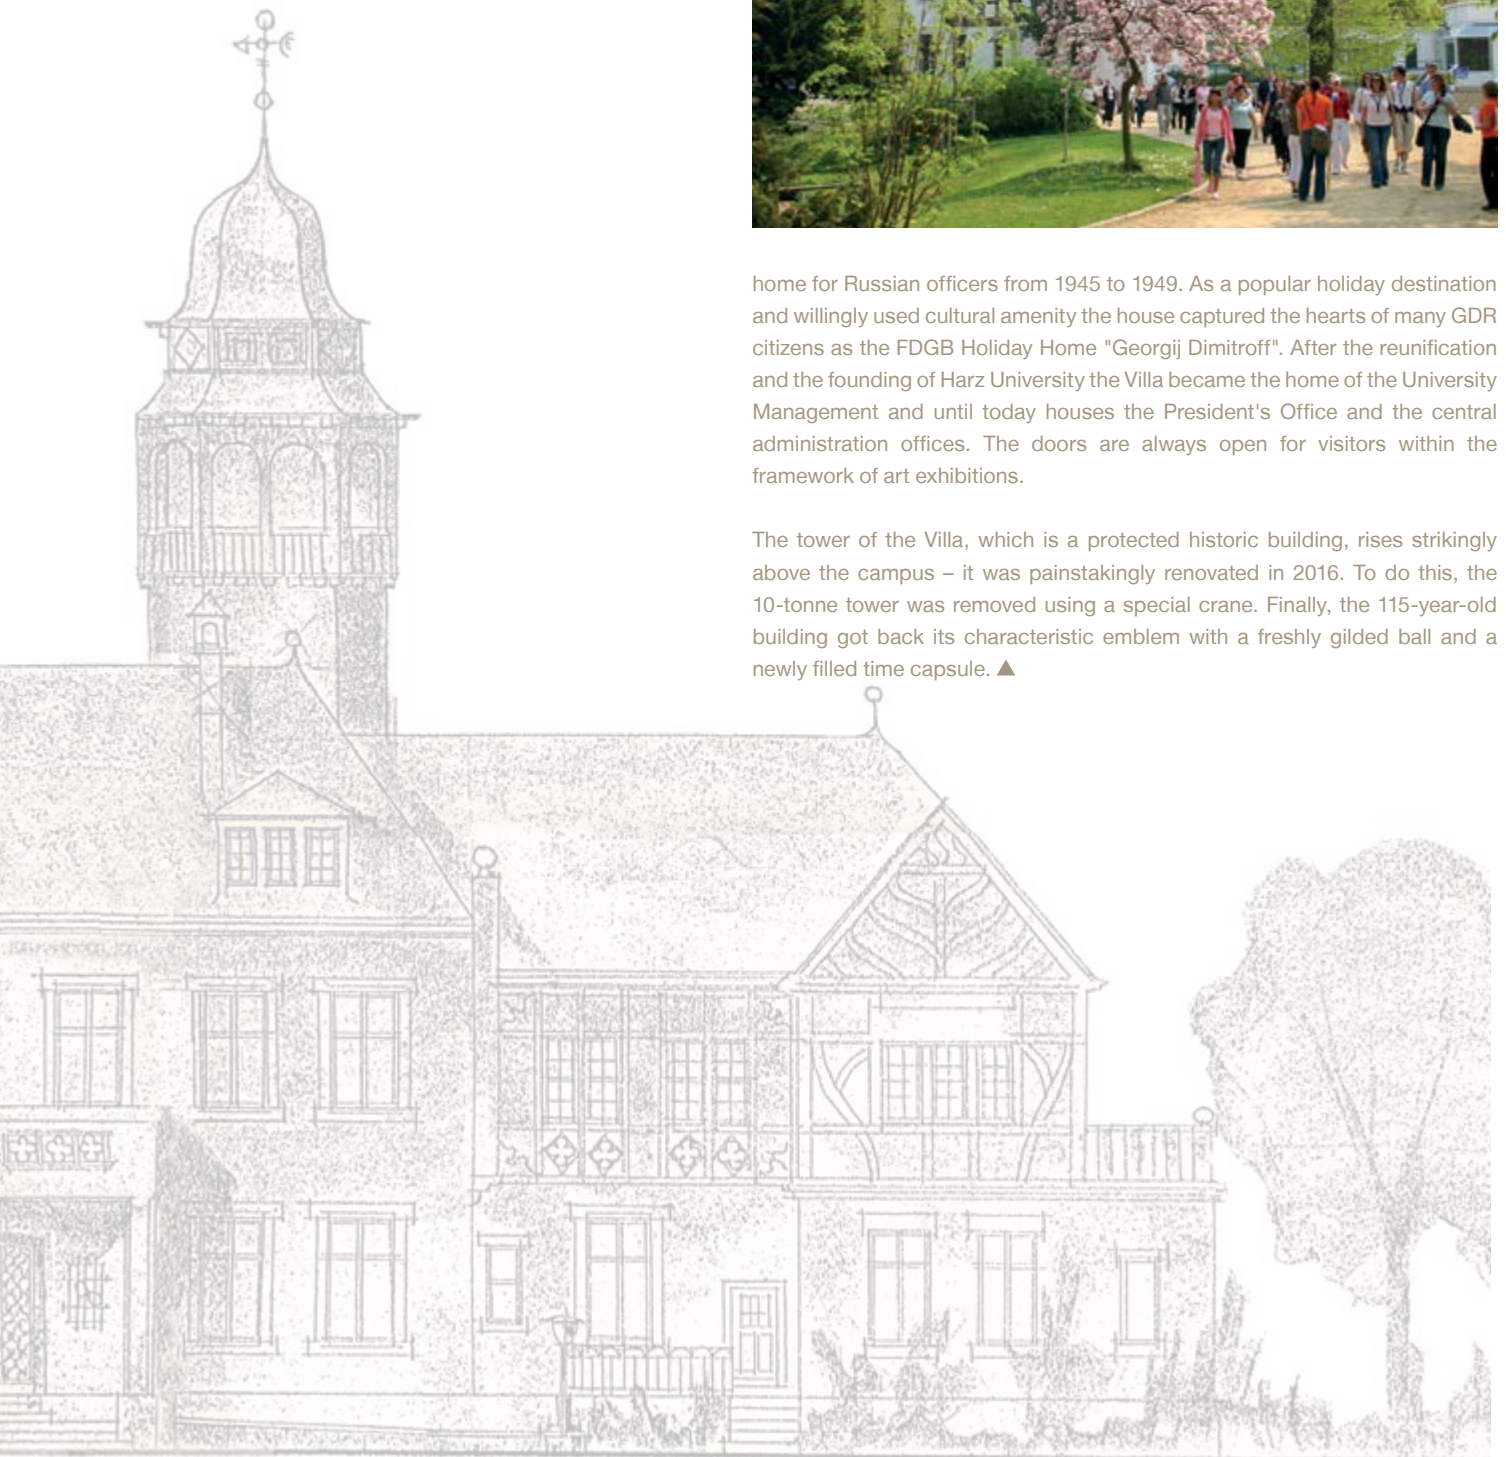 home for Russian officers from 1945 to 1949. As a popular holiday destination
and willingly used cultural amenity the house captured the hearts of many GDR
citizens as the FDGB Holiday Home "Georgij Dimitroff". After the reunification
and the founding of Harz University the Villa became the home of the University
Management and until today houses the President's Office and the central
administration offices. The doors are always open for visitors within the
framework of art exhibitions.
The tower of the Villa, which is a protected historic building, rises strikingly
above the campus – it was painstakingly renovated in 2016. To do this, the
10-tonne tower was removed using a special crane. Finally, the 115-year-old
building got back its characteristic emblem with a freshly gilded ball and a
newly filled time capsule. ▲